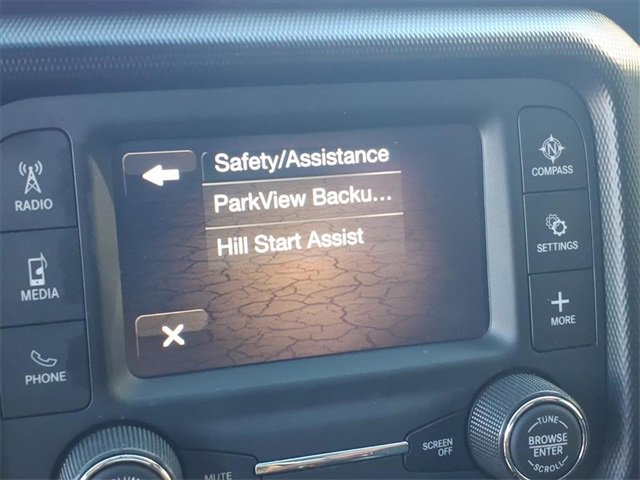 Safety/Assistance
ParkView Backu...
Hill Start Assist
RADIO
MEDIA
PHONE
N
COMPASS
SETTINGS
MORE
MUTE
SCREEN
OFF
TUNE
BROWSE
ENTER
SCROLL